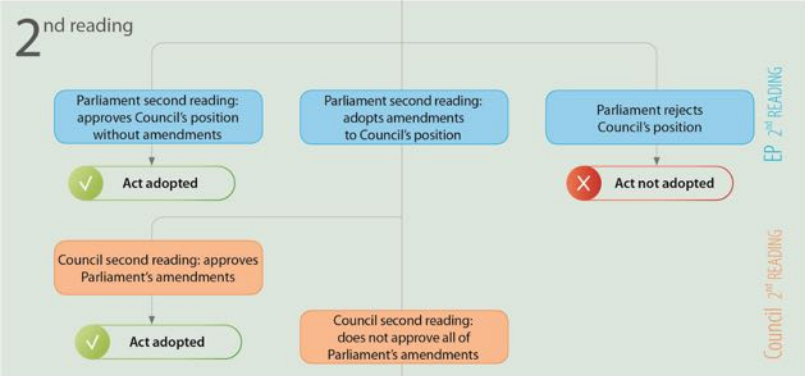 2nd reading
Parliament second reading:
approves Council's position
without amendments
Parliament second reading:
adopts amendments
to Council's position
Parliament rejects
Council's position
Act adopted
Act not adopted
EP 2nd READING
Council second reading: approves
Parliament's amendments
Act adopted
Council second reading:
does not approve all of
Parliament's amendments
Council 2nd READING